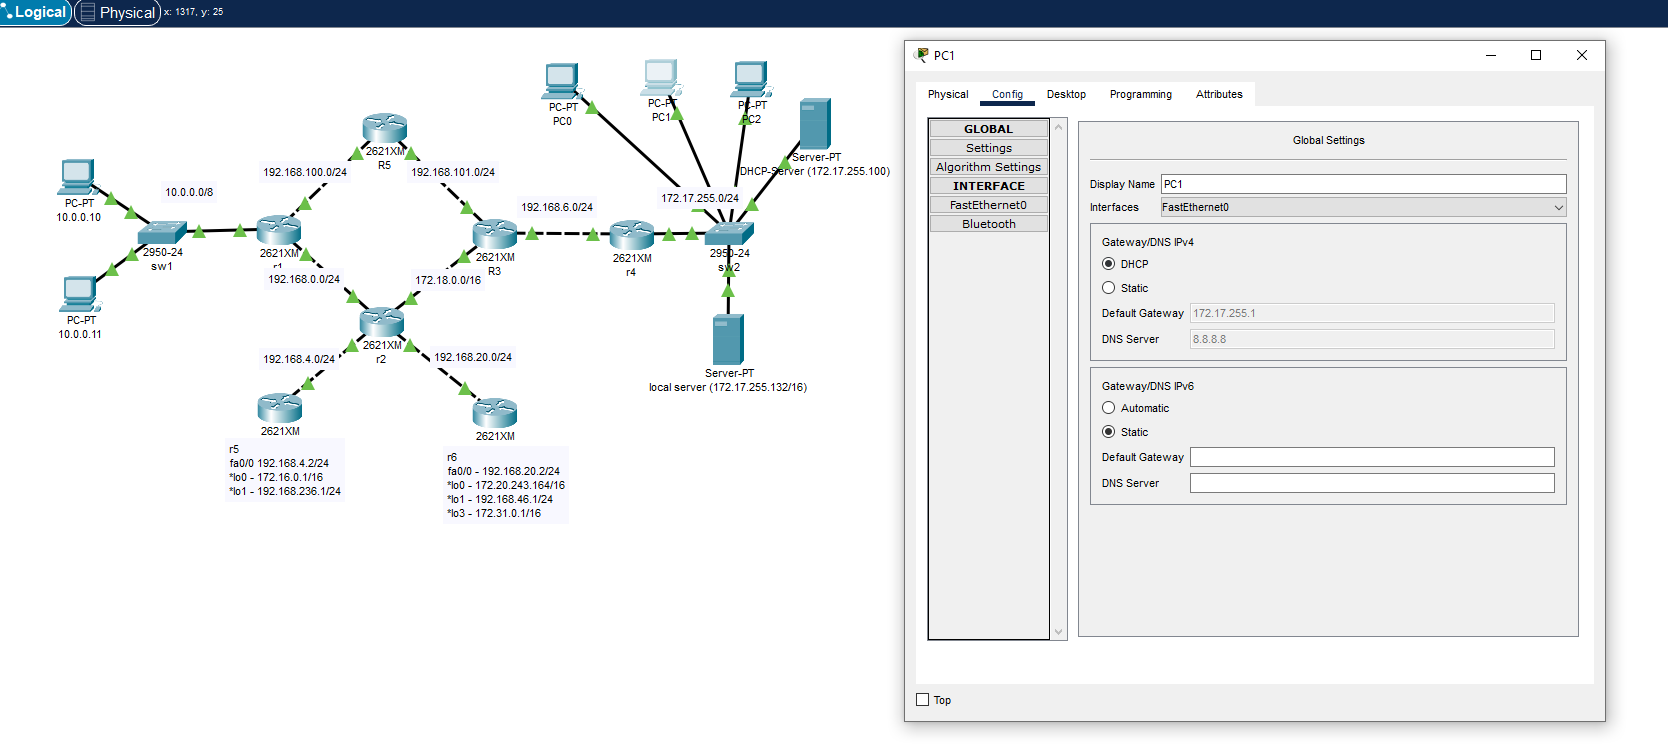 Logical
Physical
x: 1317, y: 25
PC-PT
PC0
PC-PT
PC1
PC-PT
PC2
Server-PT
DHCP-Server (172.17.255.100)
2621XM
R5
192.168.100.0/24
192.168.101.0/24
PC-PT
10.0.0.10
10.0.0.0/8
172.17.255.0/24
192.168.6.0/24
2950-24
sw1
2621XM
r1
2621XM
R3
2621XM
r4
2950-24
sw2
192.168.0.0/24
172.18.0.0/16
PC-PT
10.0.0.11
2621XM
r2
192.168.4.0/24
192.168.20.0/24
Server-PT
local server (172.17.255.132/16)
2621XM
2621XM
r5
fa0/0 192.168.4.2/24
*lo0 - 172.16.0.1/16
*lo1 - 192.168.236.1/24
r6
fa0/0 - 192.168.20.2/24
*lo0 - 172.20.243.164/16
*lo1 - 192.168.46.1/24
*lo3 - 172.31.0.1/16
PC1
Physical
Config
Desktop
Programming
Attributes
GLOBAL
Settings
Algorithm Settings
INTERFACE
FastEthernet0
Bluetooth
Global Settings
Display Name
PC1
Interfaces
FastEthernet0
Gateway/DNS IPv4
DHCP
Static
Default Gateway
172.17.255.1
DNS Server
8.8.8.8
Gateway/DNS IPv6
Automatic
Static
Default Gateway
DNS Server
Top